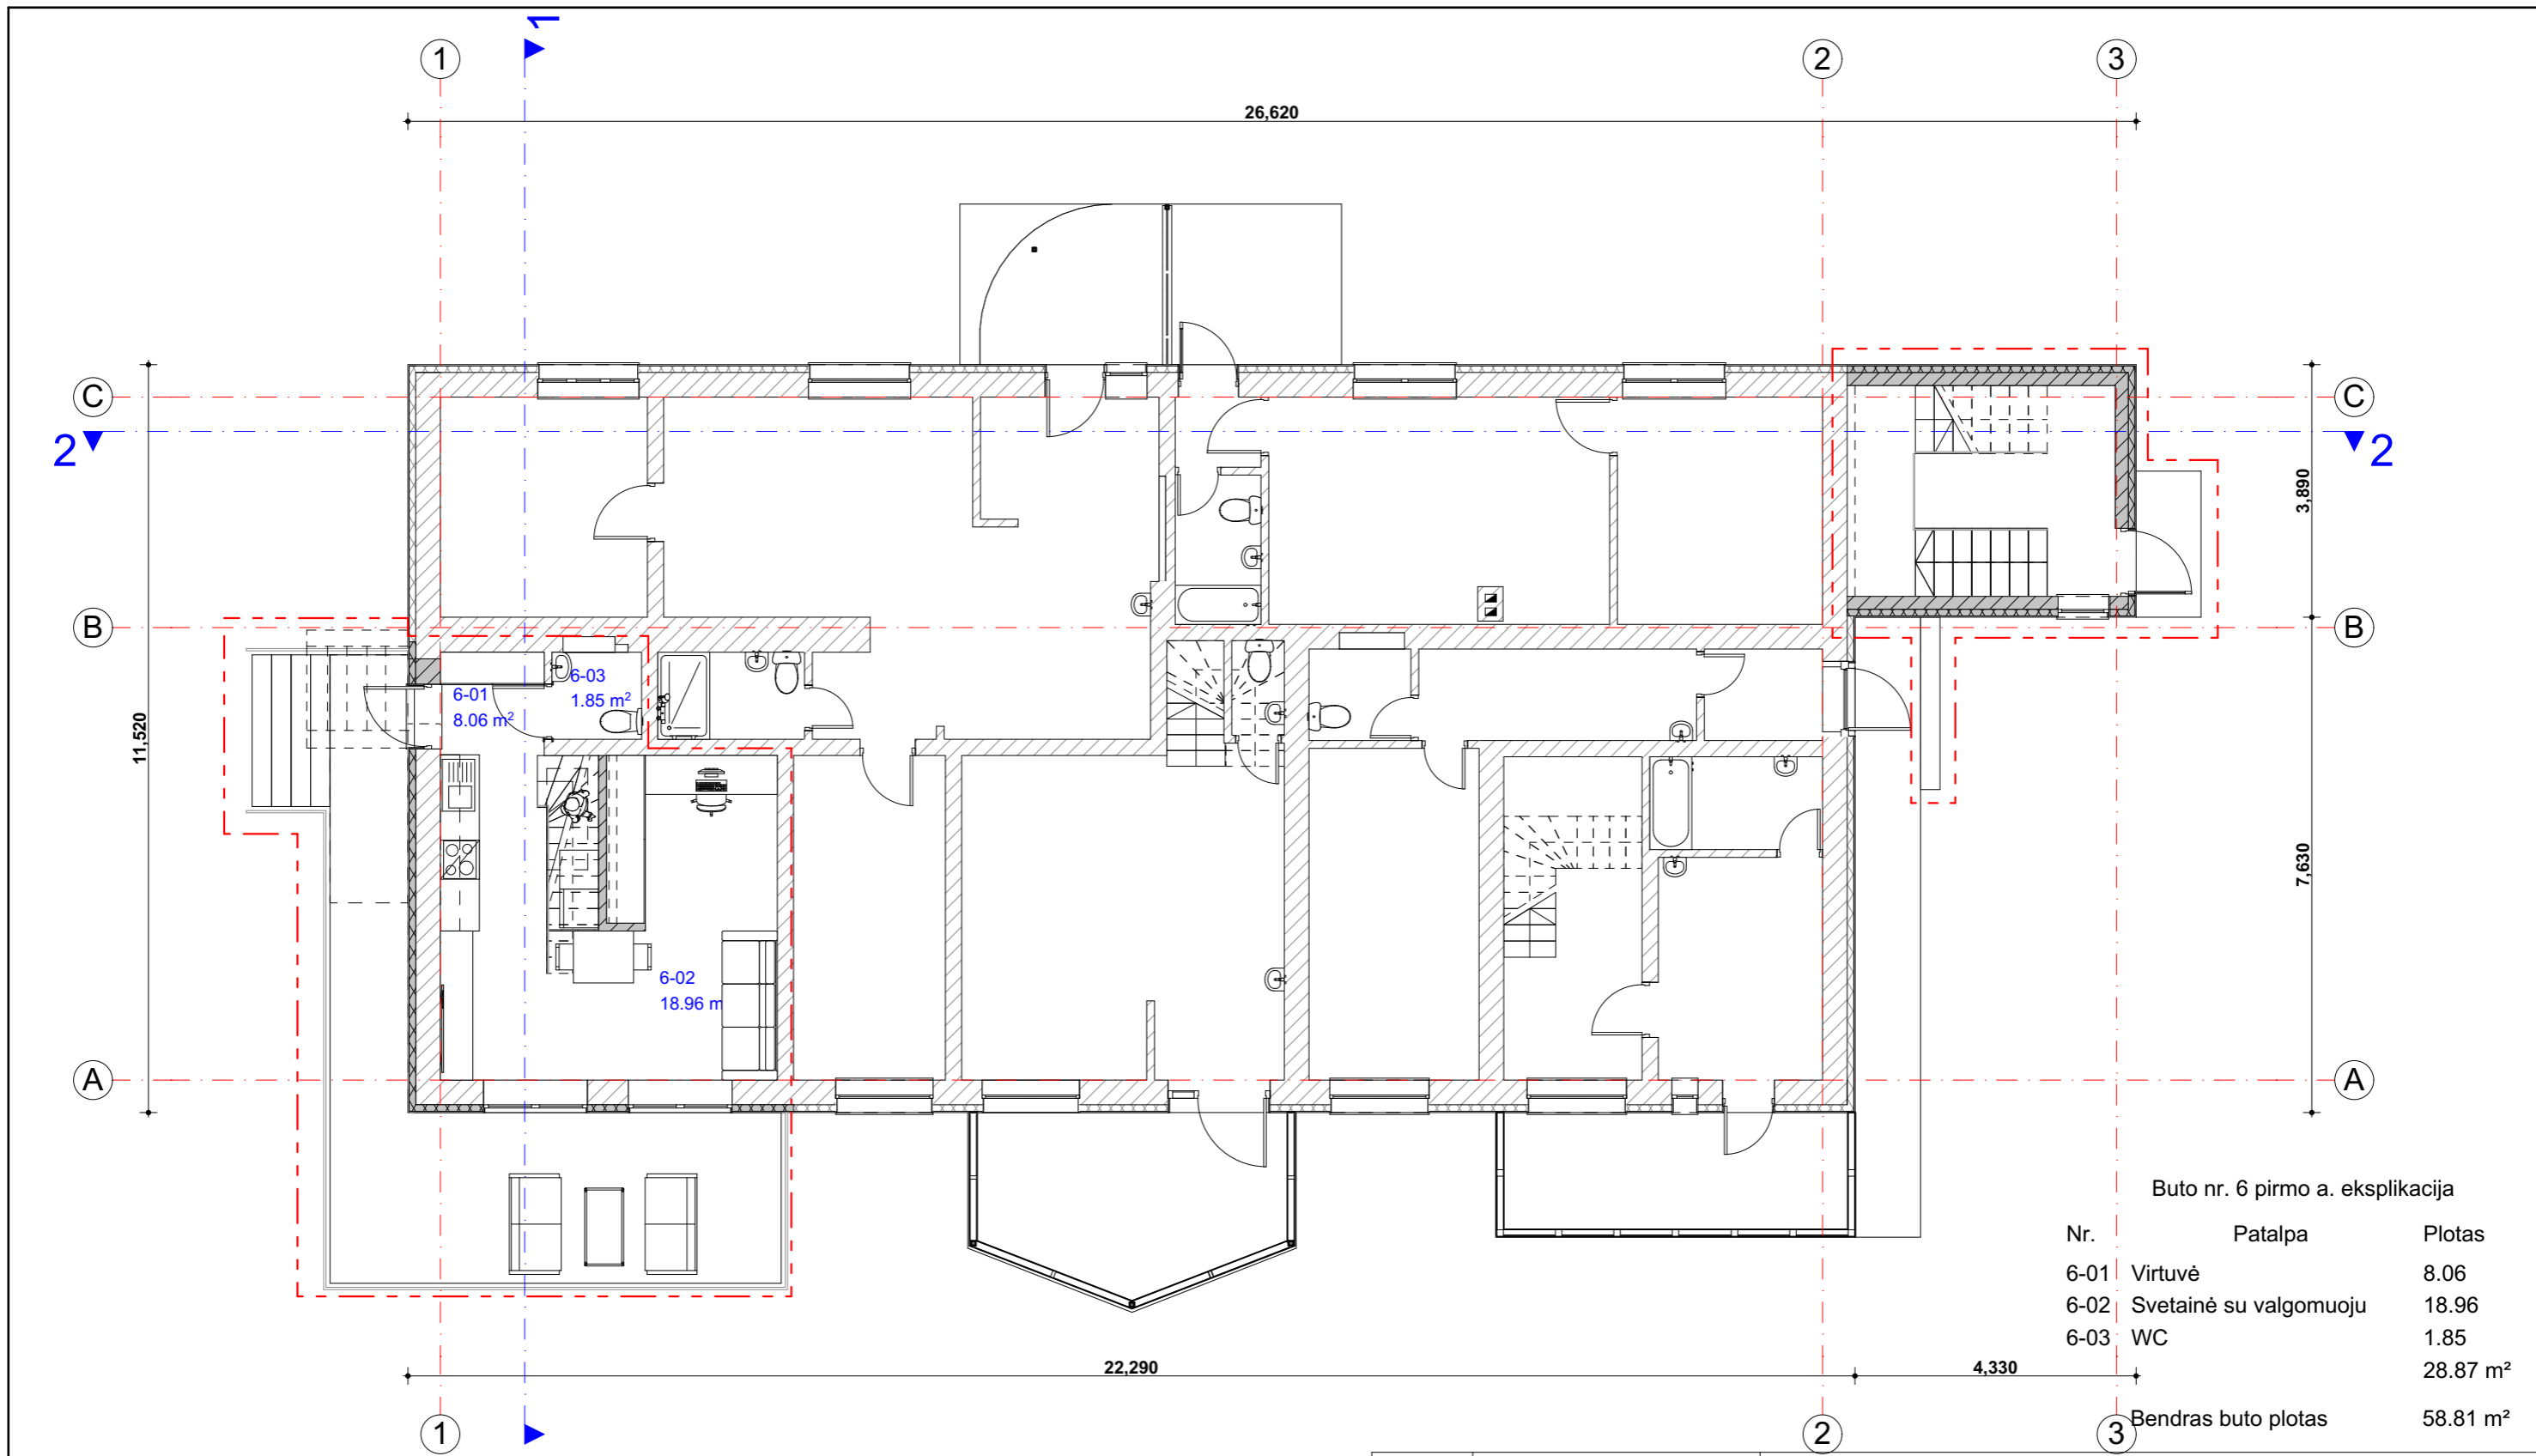 1
1
2
3
26,620
C
C
2
2
3,890
B
B
6-01
8.06 m²
6-03
1.85 m²
11,520
7,630
6-02
18.96 m
A
A
Buto nr. 6 pirmo a. eksplikacija
Nr. Patalpa Plotas
6-01 Virtuvė 8.06
6-02 Svetainė su valgomuoju 18.96
6-03 WC 1.85
28.87 m²
22,290
4,330
Bendras buto plotas 58.81 m²
1
2
3